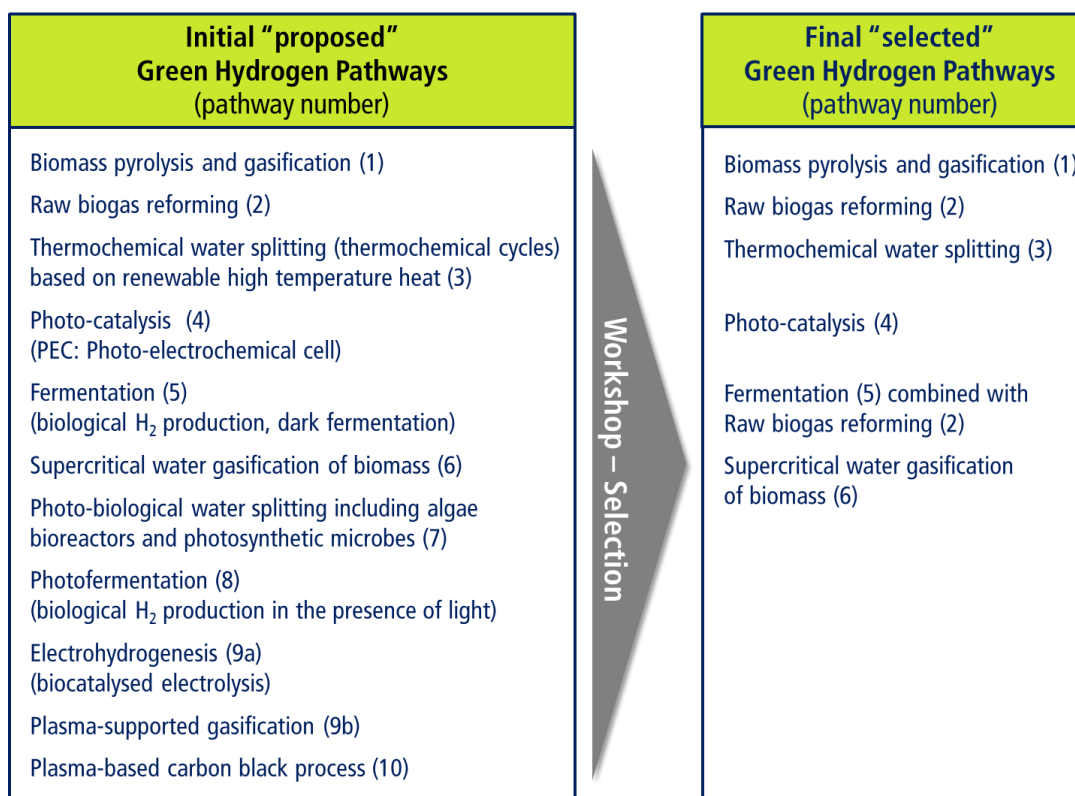 Initial “proposed”
Green Hydrogen Pathways
(pathway number)
Biomass pyrolysis and gasification (1)
Raw biogas reforming (2)
Thermochemical water splitting (thermochemical cycles)
based on renewable high temperature heat (3)
Photo-catalysis (4)
(PEC: Photo-electrochemical cell)
Fermentation (5)
(biological H₂ production, dark fermentation)
Supercritical water gasification of biomass (6)
Photo-biological water splitting including algae
bioreactors and photosynthetic microbes (7)
Photofermentation (8)
(biological H₂ production in the presence of light)
Electrohydrogenesis (9a)
(biocatalysed electrolysis)
Plasma-supported gasification (9b)
Plasma-based carbon black process (10)
Workshop – Selection
Final “selected”
Green Hydrogen Pathways
(pathway number)
Biomass pyrolysis and gasification (1)
Raw biogas reforming (2)
Thermochemical water splitting (3)
Photo-catalysis (4)
Fermentation (5) combined with
Raw biogas reforming (2)
Supercritical water gasification
of biomass (6)